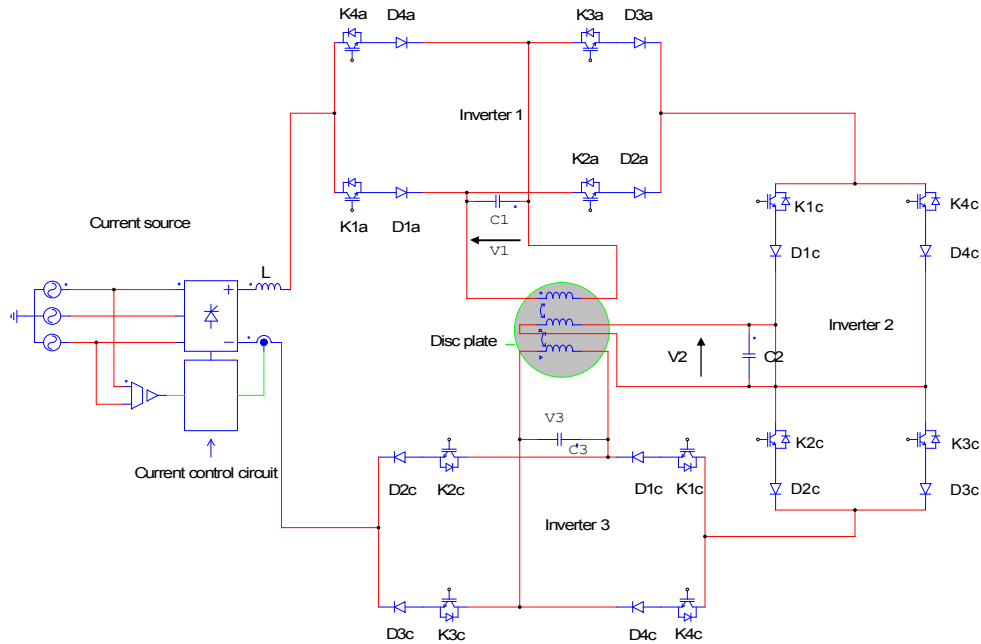 K4a D4a K3a D3a
Inverter 1
K1a D1a K2a D2a
C1
V1
Current source
L
+
−
K1c K4c
D1c D4c
Inverter 2
Disc plate
V2 C2
K2c K3c
D2c D3c
Current control circuit
V3
C3
D2c K2c D1c K1c
Inverter 3
D3c K3c D4c K4c